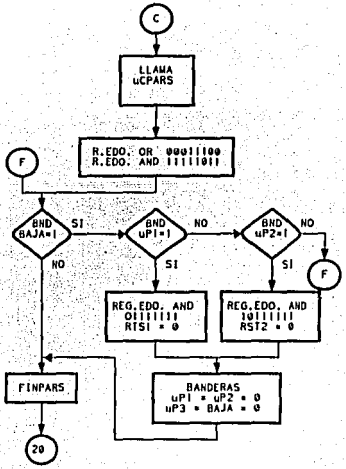 C
LLAMA
uCPARS
R.EDO. OR 00011100
R.EDO. AND 11111011
F
BND
BAJA=1
SI
NO
BND
uP1=1
NO
SI
BND
uP2=1
NO
SI
F
REG.EDO. AND
01111111
RTS1 = 0
REG.EDO. AND
10111111
RST2 = 0
FINPARS
BANDERAS
uP1 = uP2 = 0
uP3 = BAJA = 0
20